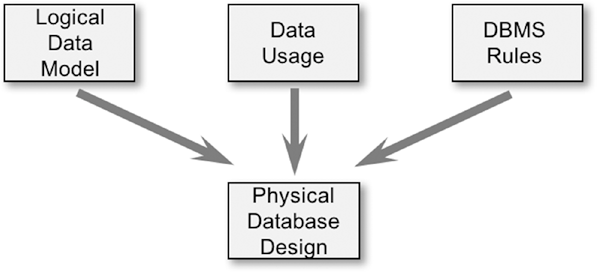 Logical
Data
Model
Data
Usage
DBMS
Rules
Physical
Database
Design